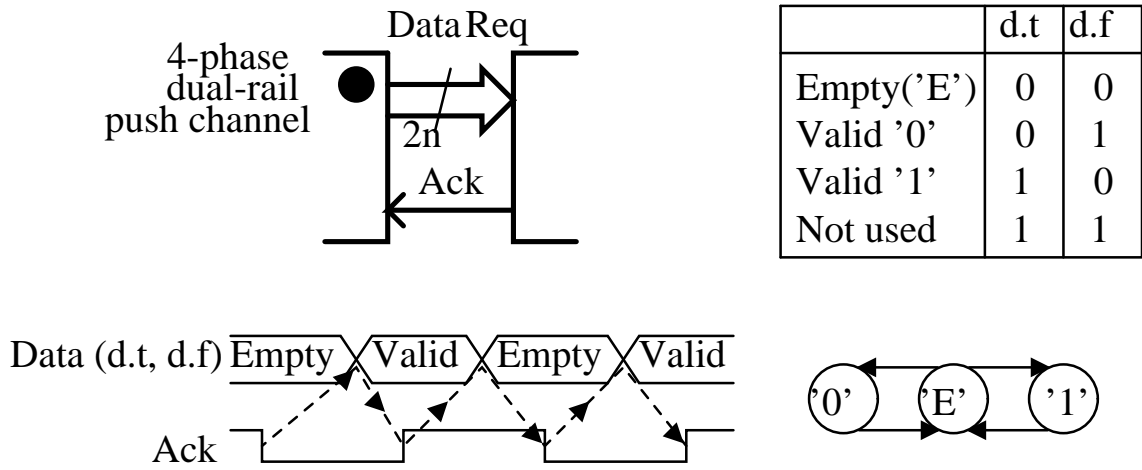 Data Req
4-phase
dual-rail
push channel
2n
Ack
d.t d.f
Empty('E') 0 0
Valid '0' 0 1
Valid '1' 1 0
Not used 1 1
Data (d.t, d.f) Empty Valid Empty Valid
Ack
'0' 'E' '1'